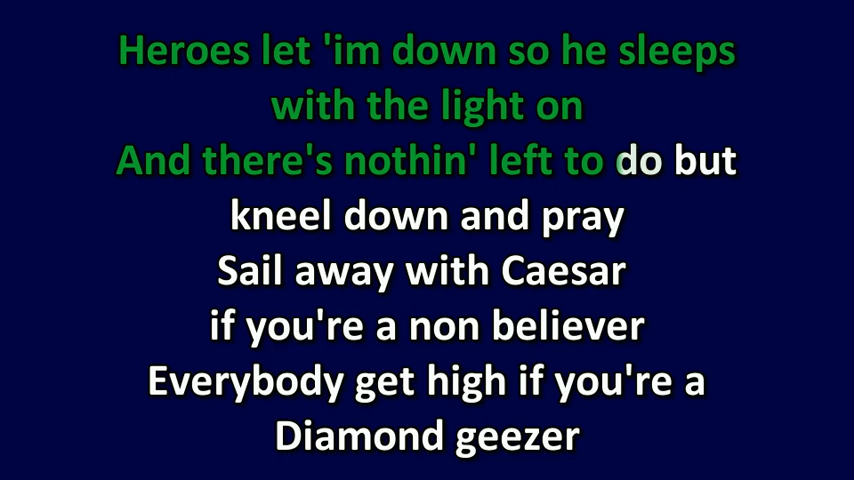 Heroes let 'im down so he sleeps
with the light on
And there's nothin' left to do but
kneel down and pray
Sail away with Caesar
if you're a non believer
Everybody get high if you're a
Diamond geezer